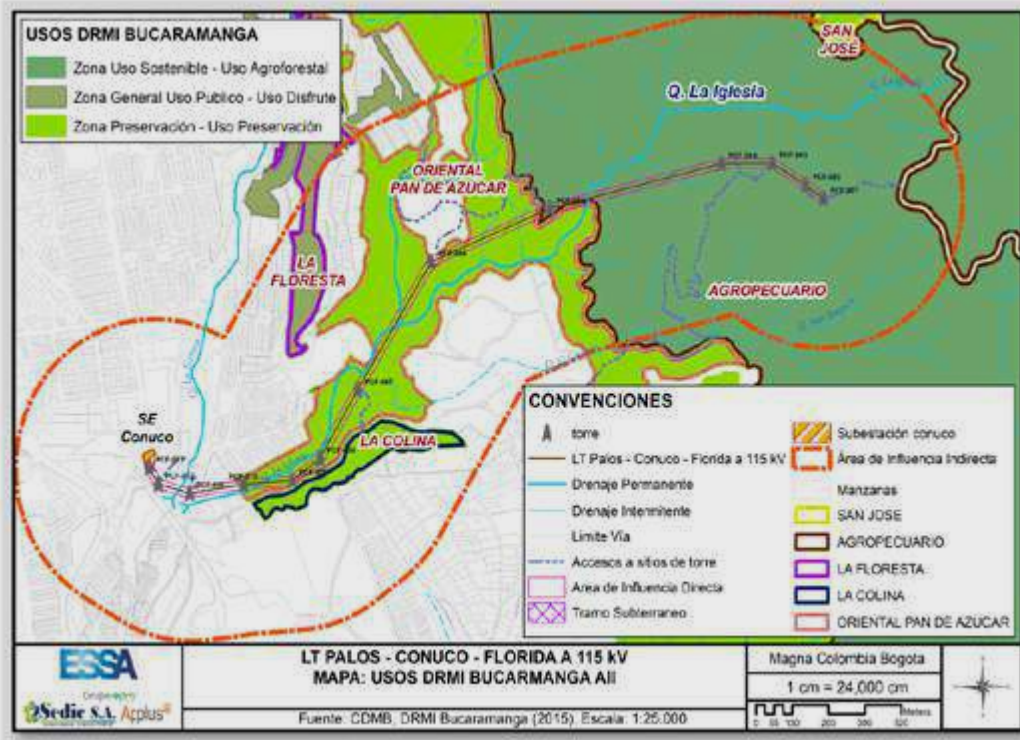 USOS DRMI BUCARAMANGA
Zona Uso Sostenible - Uso Agroforestal
Zona General Uso Publico - Uso Disfrute
Zona Preservación - Uso Preservación
SAN
JOSÉ
Q. La Iglesia
ORIENTAL
PAN DE AZÚCAR
LA
FLORESTA
AGROPECUARIO
SE
Conuco
LA COLINA
CONVENCIONES
torre
LT Palos - Conuco - Florida a 115 kV
Drenaje Permanente
Drenaje Intermitente
Limite Vía
Accesos a sitios de torre
Area de Influencia Directa
Tramo Subterraneo
Subestación conuco
Área de Influencia Indirecta
Manzanas
SAN JOSE
AGROPECUARIO
LA FLORESTA
LA COLINA
ORIENTAL PAN DE AZÚCAR
ESSA
Sedic S.A. Applus
LT PALOS - CONUCO - FLORIDA A 115 kV
MAPA: USOS DRMI BUCARMANGA AII
Fuente: CDMB, DRMI Bucaramanga (2015). Escala: 1:25.000
Magna Colombia Bogota
1 cm = 24,000 cm
Meters